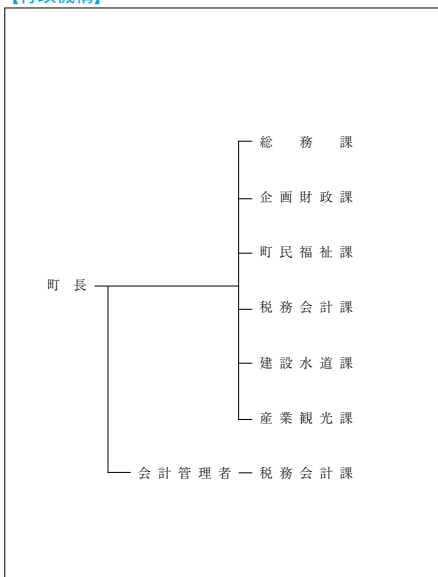 総務課
企画財政課
町民福祉課
町長
税務会計課
建設水道課
産業観光課
会計管理者 税務会計課